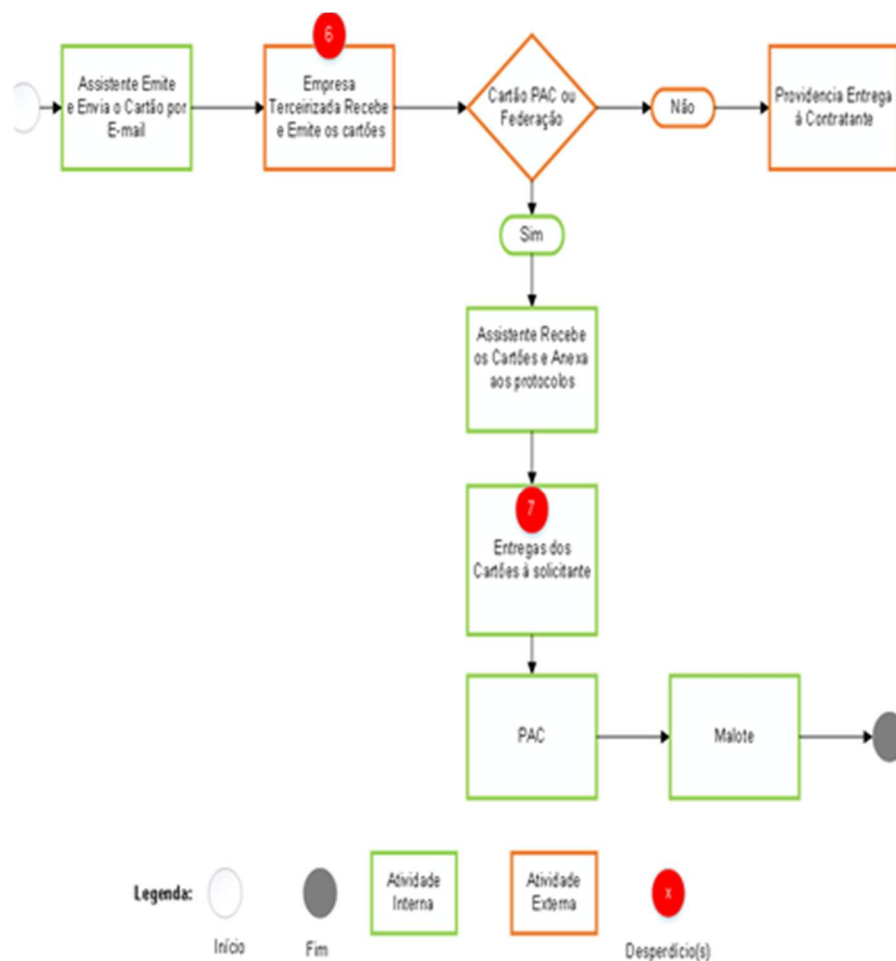 6
Assistente Emite
e Envia o Cartão por
E-mail
Empresa
Terceirizada Recebe
e Emite os cartões
Cartão PAC ou
Federação
Não
Providencia Entrega
á Contratante
Sim
Assistente Recebe
os Cartões e Anexa
aos protocolos
7
Entregas dos
Cartões à solicitante
PAC
Malote
Legenda:
Início
Fim
Atividade
Interna
Atividade
Externa
x
Desperdício(s)